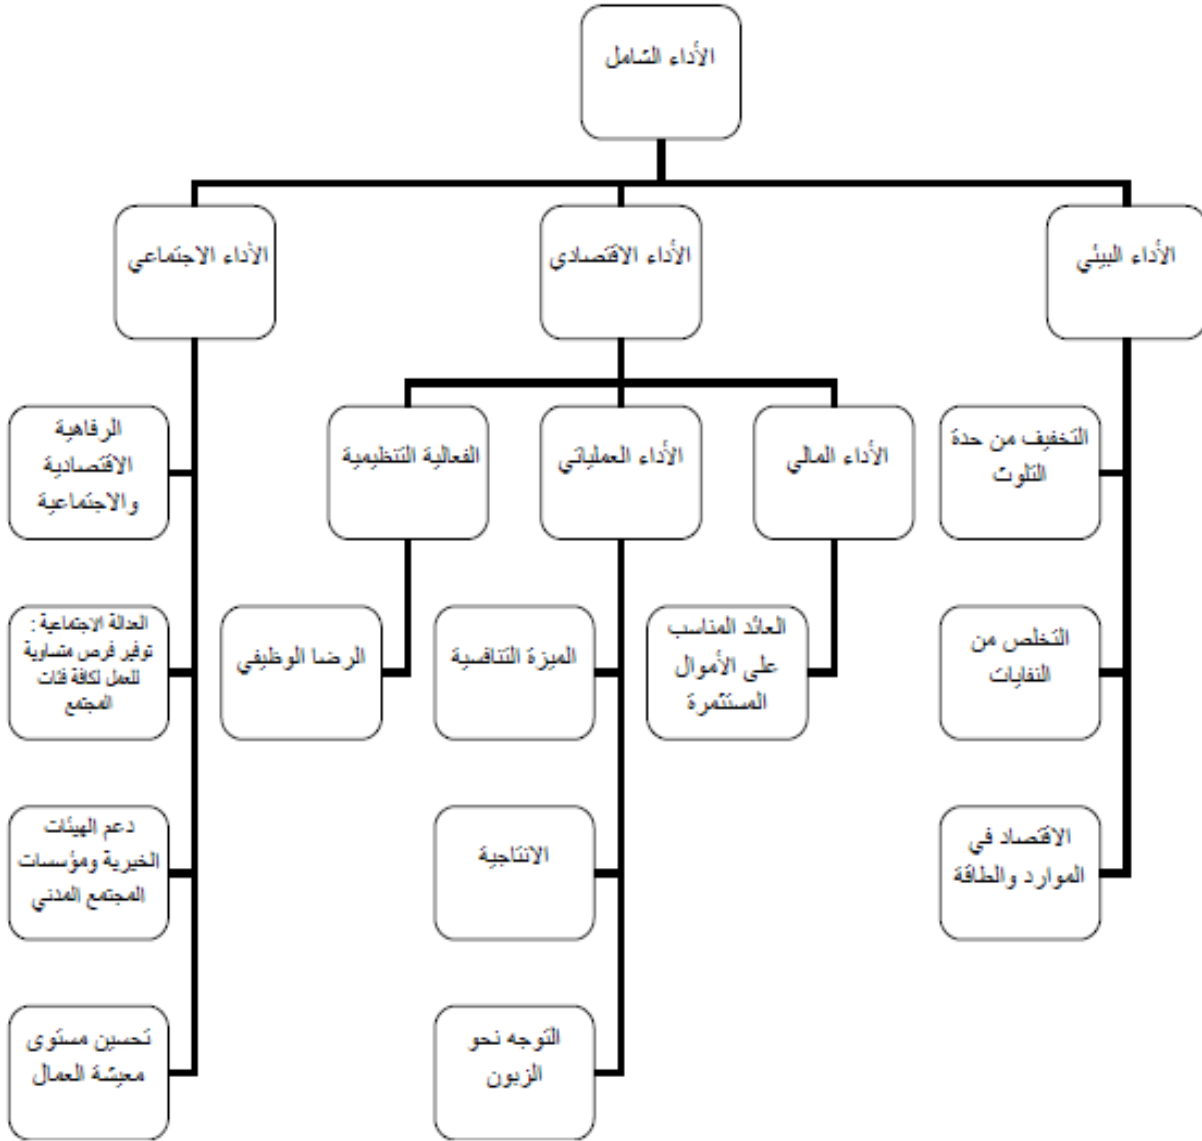 الأداء الشامل
الأداء البيئي
الأداء الاقتصادي
الأداء الاجتماعي
التخفيف من حدة
التلوث
التخلص من
النفايات
الاقتصاد في
الموارد والطاقة
الأداء المالي
العائد المناسب
على الأموال
المستثمرة
الأداء العملياتي
الميزة التنافسية
الانتاجية
التوجه نحو
الزبون
الفعالية التنظيمية
الرضا الوظيفي
الرفاهية
الاقتصادية
والاجتماعية
العدالة الاجتماعية :
توفير فرص متساوية
للعمل لكافة فئات
المجتمع
دعم الهيئات
الخيرية ومؤسسات
المجتمع المدني
تحسين مستوى
معيشة العمال